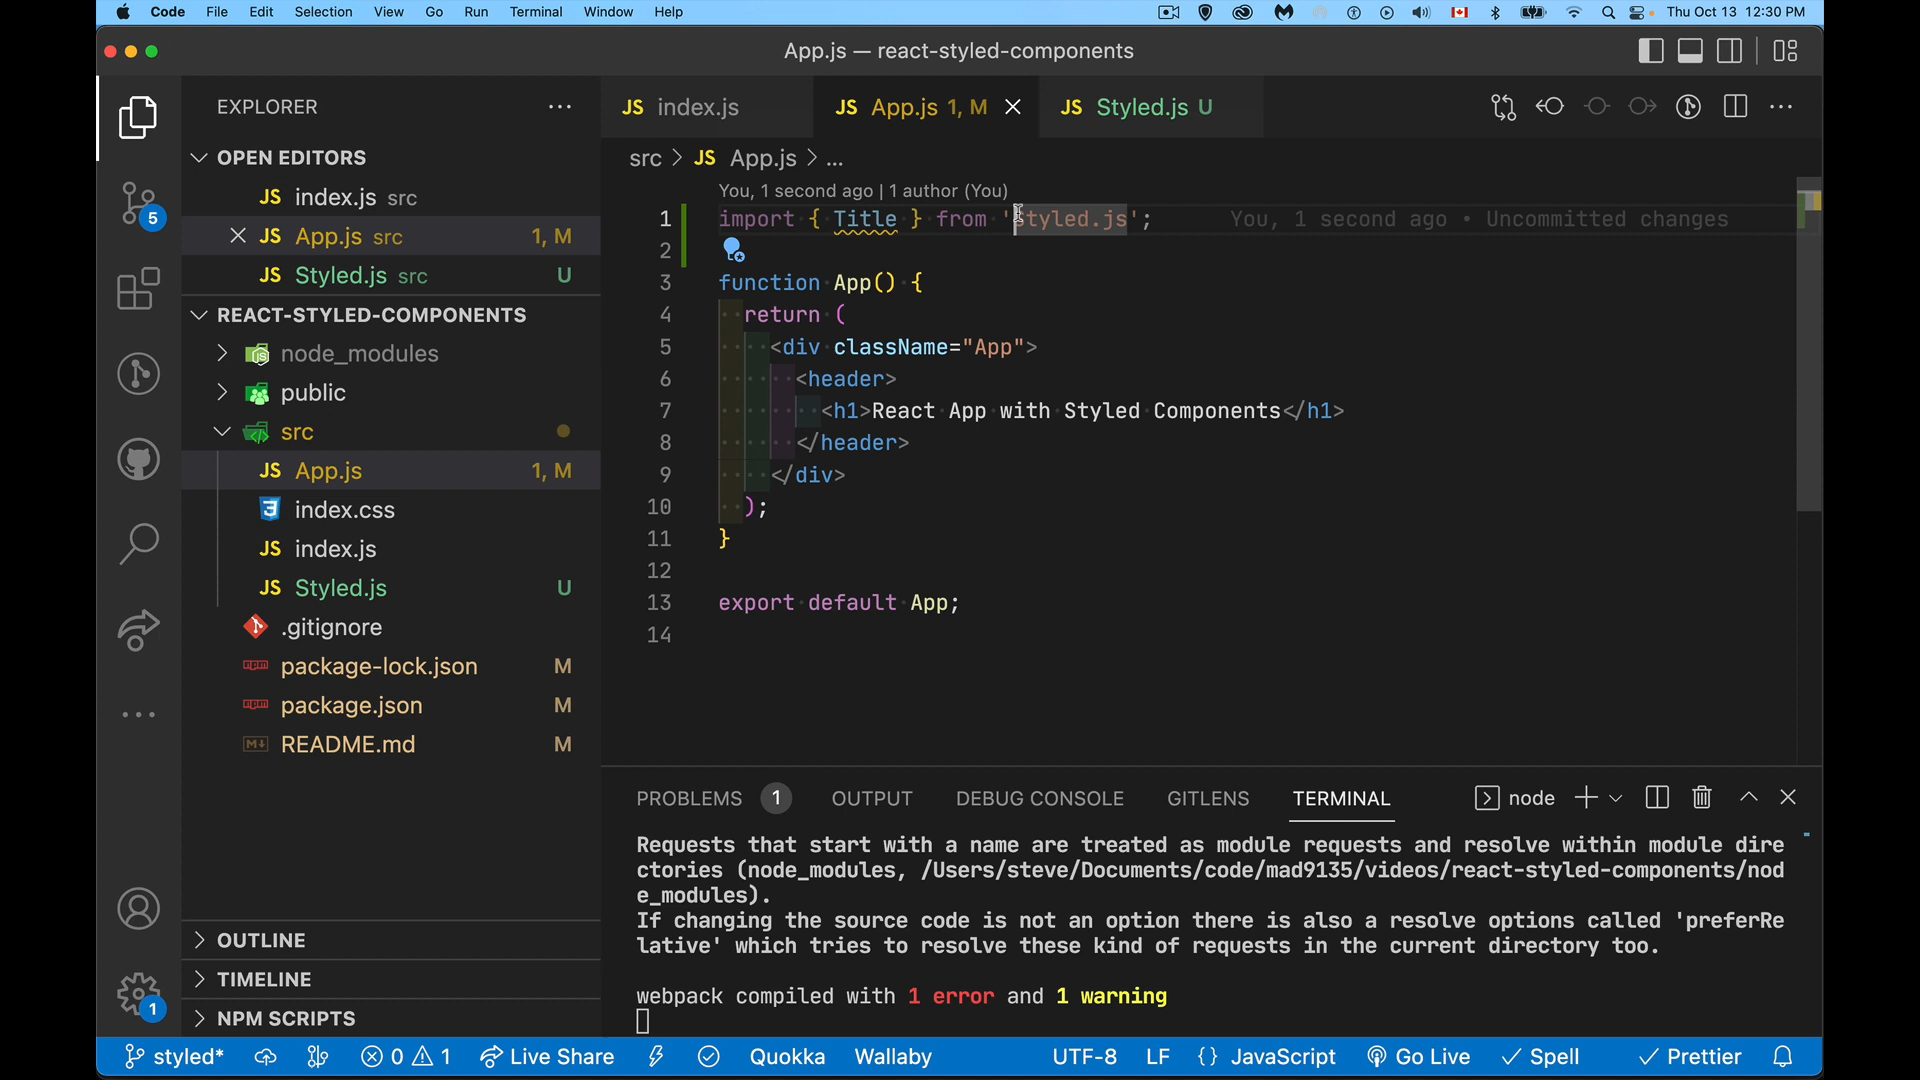 Code File Edit Selection View Go Run Terminal Window Help Thu Oct 13 12:30 PM
App.js — react-styled-components
EXPLORER
JS index.js
JS App.js 1, M
JS Styled.js U
OPEN EDITORS
JS index.js src
JS App.js src 1, M
JS Styled.js src U
REACT-STYLED-COMPONENTS
node_modules
public
src
JS App.js 1, M
index.css
JS index.js
JS Styled.js U
.gitignore
package-lock.json M
package.json M
README.md M
OUTLINE
TIMELINE
NPM SCRIPTS
5
1
src > JS App.js > ...
You, 1 second ago | 1 author (You)
1 import { Title } from 'Styled.js'; You, 1 second ago • Uncommitted changes
2
3 function App() {
4 return (
5 <div className="App">
6 <header>
7 <h1>React App with Styled Components</h1>
8 </header>
9 </div>
10 );
11 }
12
13 export default App;
14
PROBLEMS 1 OUTPUT DEBUG CONSOLE GITLENS TERMINAL node
Requests that start with a name are treated as module requests and resolve within module dire
ctories (node_modules, /Users/steve/Documents/code/mad9135/videos/react-styled-components/nod
e_modules).
If changing the source code is not an option there is also a resolve options called 'preferRe
lative' which tries to resolve these kind of requests in the current directory too.
webpack compiled with 1 error and 1 warning
styled* 0 1 Live Share Quokka Wallaby UTF-8 LF {} JavaScript Go Live Spell Prettier